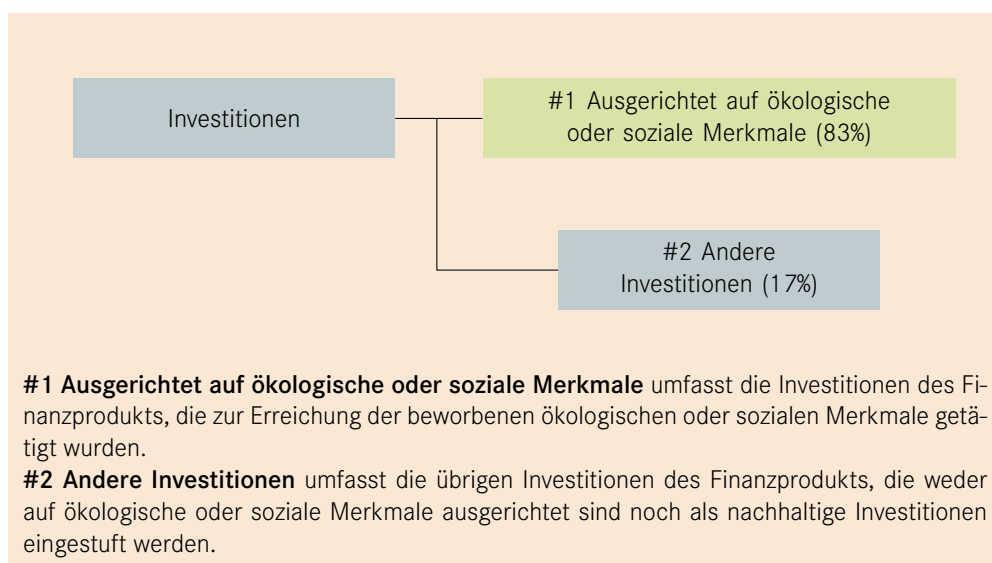 Investitionen
#1 Ausgerichtet auf ökologische
oder soziale Merkmale (83%)
#2 Andere
Investitionen (17%)
#1 Ausgerichtet auf ökologische oder soziale Merkmale umfasst die Investitionen des Fi-
nanzprodukts, die zur Erreichung der beworbenen ökologischen oder sozialen Merkmale getä-
tigt wurden.
#2 Andere Investitionen umfasst die übrigen Investitionen des Finanzprodukts, die weder
auf ökologische oder soziale Merkmale ausgerichtet sind noch als nachhaltige Investitionen
eingestuft werden.